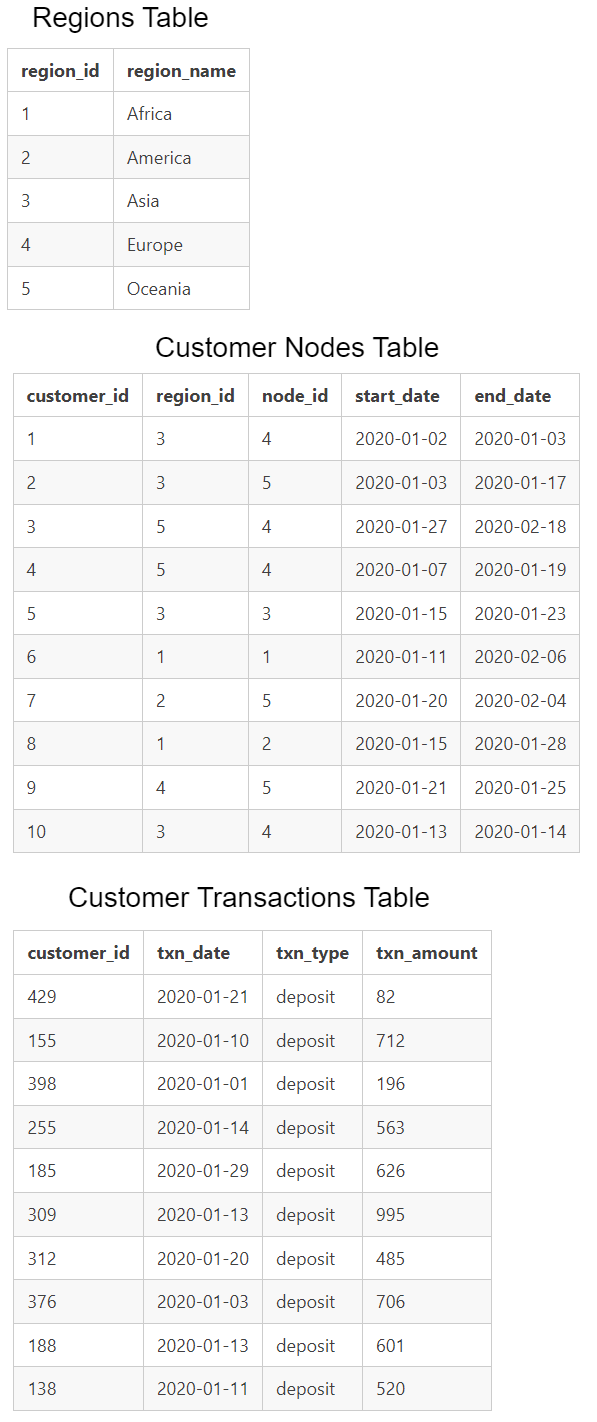 Regions Table
region_id region_name
1 Africa
2 America
3 Asia
4 Europe
5 Oceania
Customer Nodes Table
customer_id region_id node_id start_date end_date
1 3 4 2020-01-02 2020-01-03
2 3 5 2020-01-03 2020-01-17
3 5 4 2020-01-27 2020-02-18
4 5 4 2020-01-07 2020-01-19
5 3 3 2020-01-15 2020-01-23
6 1 1 2020-01-11 2020-02-06
7 2 5 2020-01-20 2020-02-04
8 1 2 2020-01-15 2020-01-28
9 4 5 2020-01-21 2020-01-25
10 3 4 2020-01-13 2020-01-14
Customer Transactions Table
customer_id txn_date txn_type txn_amount
429 2020-01-21 deposit 82
155 2020-01-10 deposit 712
398 2020-01-01 deposit 196
255 2020-01-14 deposit 563
185 2020-01-29 deposit 626
309 2020-01-13 deposit 995
312 2020-01-20 deposit 485
376 2020-01-03 deposit 706
188 2020-01-13 deposit 601
138 2020-01-11 deposit 520